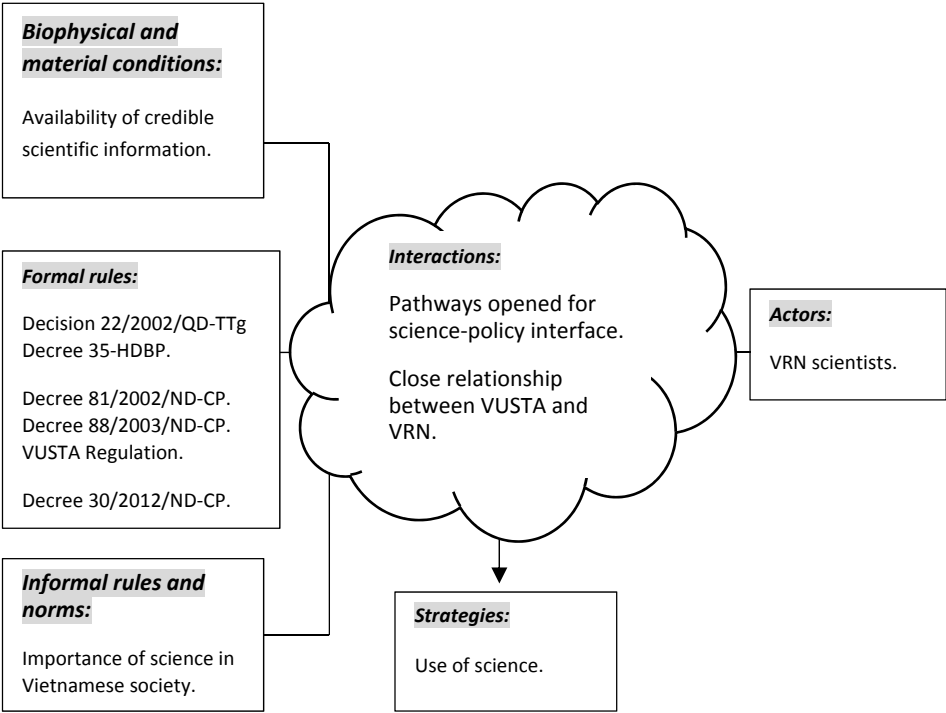 Biophysical and
material conditions:
Availability of credible
scientific information.
Formal rules:
Decision 22/2002/QD-TTg
Decree 35-HDBP.
Decree 81/2002/ND-CP.
Decree 88/2003/ND-CP.
VUSTA Regulation.
Decree 30/2012/ND-CP.
Informal rules and
norms:
Importance of science in
Vietnamese society.
Interactions:
Pathways opened for
science-policy interface.
Close relationship
between VUSTA and
VRN.
Actors:
VRN scientists.
Strategies:
Use of science.